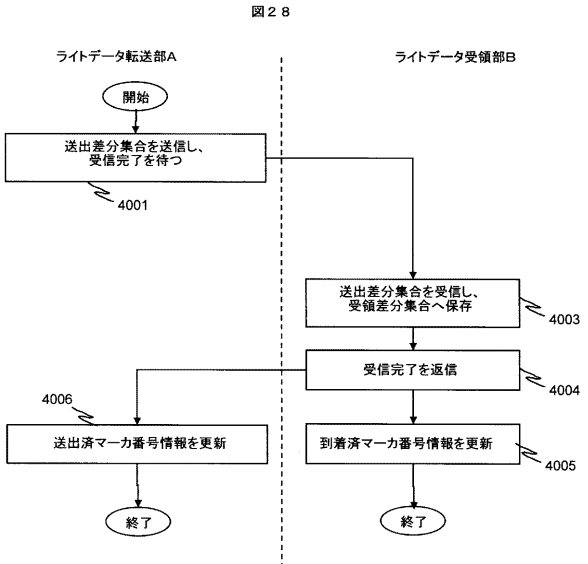 図２８
ライトデータ転送部A
ライトデータ受領部B
開始
送出差分集合を送信し、
受信完了を待つ
4001
送出差分集合を受信し、
受領差分集合へ保存
4003
受信完了を返信
4004
4006
送出済マーカ番号情報を更新
到着済マーカ番号情報を更新
4005
終了
終了